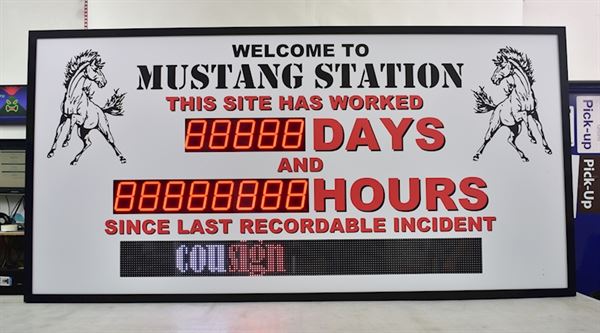 WELCOME TO
MUSTANG STATION
THIS SITE HAS WORKED
88888 DAYS
AND
88888888 HOURS
SINCE LAST RECORDABLE INCIDENT
cousign
Pick-up
Pick-Up